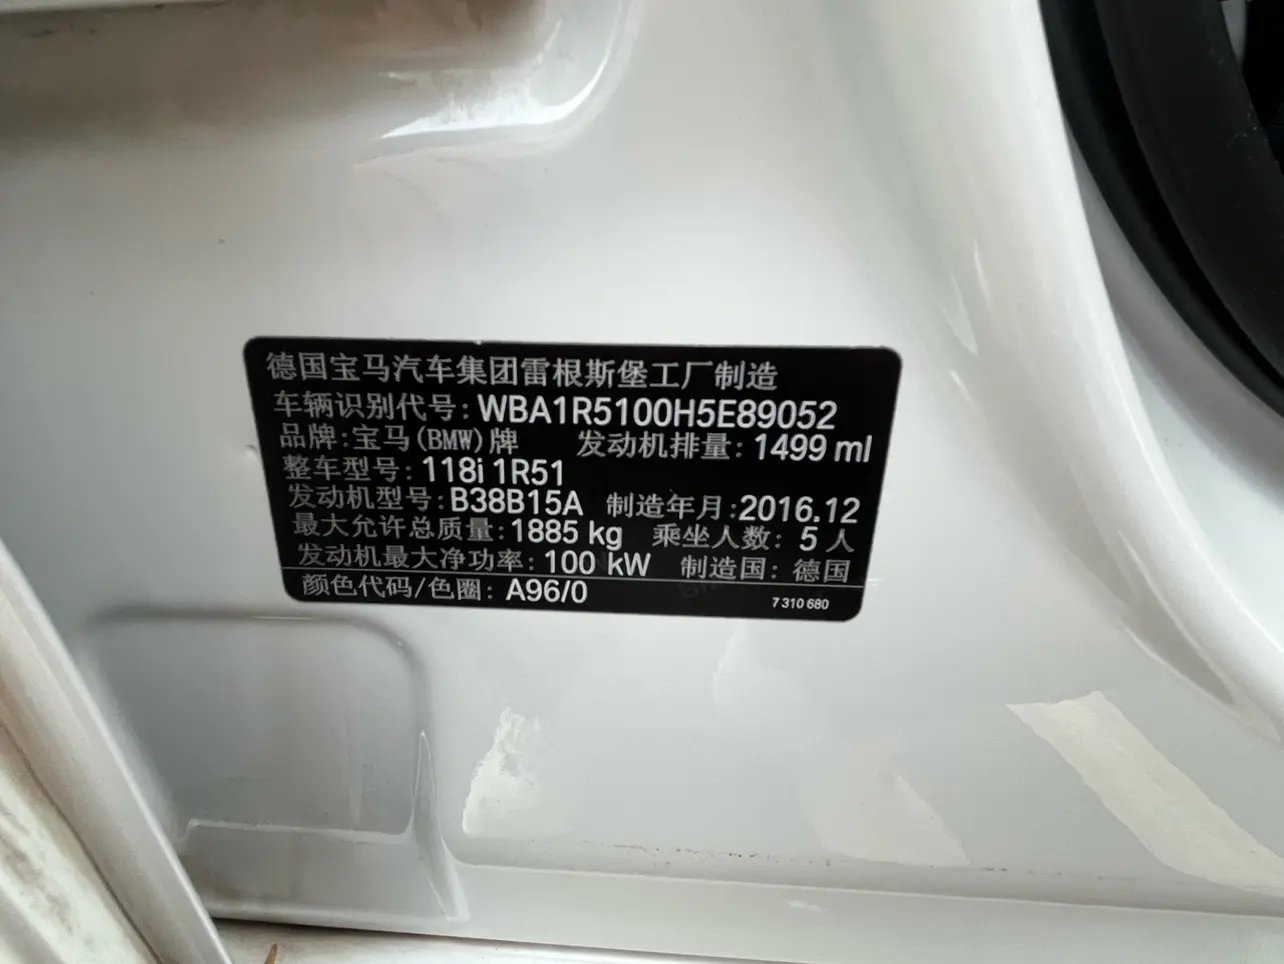 德国宝马汽车集团雷根斯堡工厂制造
车辆识别代号: WBA1R5100H5E89052
品牌: 宝马(BMW)牌 发动机排量: 1499 ml
整车型号: 118i 1R51
发动机型号: B38B15A 制造年月: 2016.12
最大允许总质量: 1885 kg 乘坐人数: 5 人
发动机最大净功率: 100 kW 制造国: 德国
颜色代码/色圈: A96/0 7 310 680